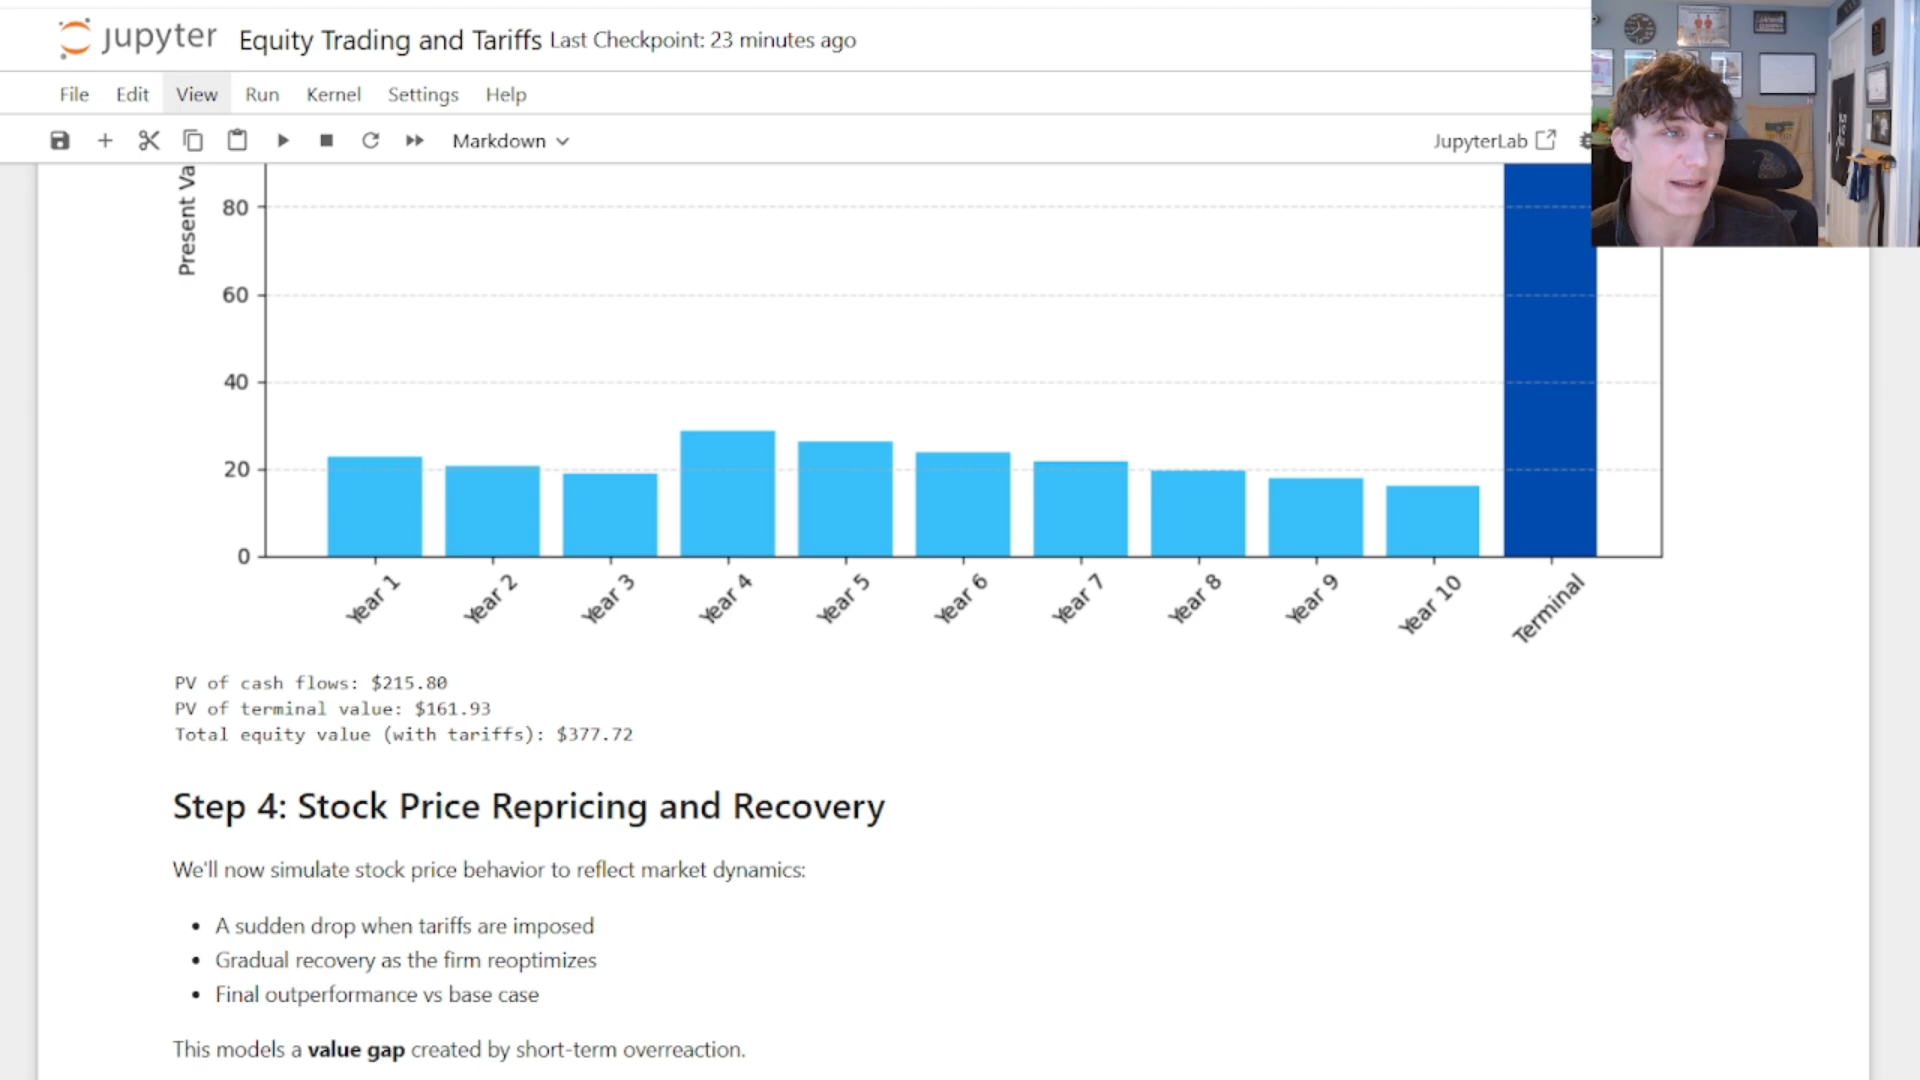 jupyter Equity Trading and Tariffs Last Checkpoint: 23 minutes ago
File Edit View Run Kernel Settings Help
Markdown JupyterLab
Present Va
80
60
40
20
0
Year 1 Year 2 Year 3 Year 4 Year 5 Year 6 Year 7 Year 8 Year 9 Year 10 Terminal
PV of cash flows: $215.80
PV of terminal value: $161.93
Total equity value (with tariffs): $377.72
Step 4: Stock Price Repricing and Recovery
We'll now simulate stock price behavior to reflect market dynamics:
• A sudden drop when tariffs are imposed
• Gradual recovery as the firm reoptimizes
• Final outperformance vs base case
This models a value gap created by short-term overreaction.